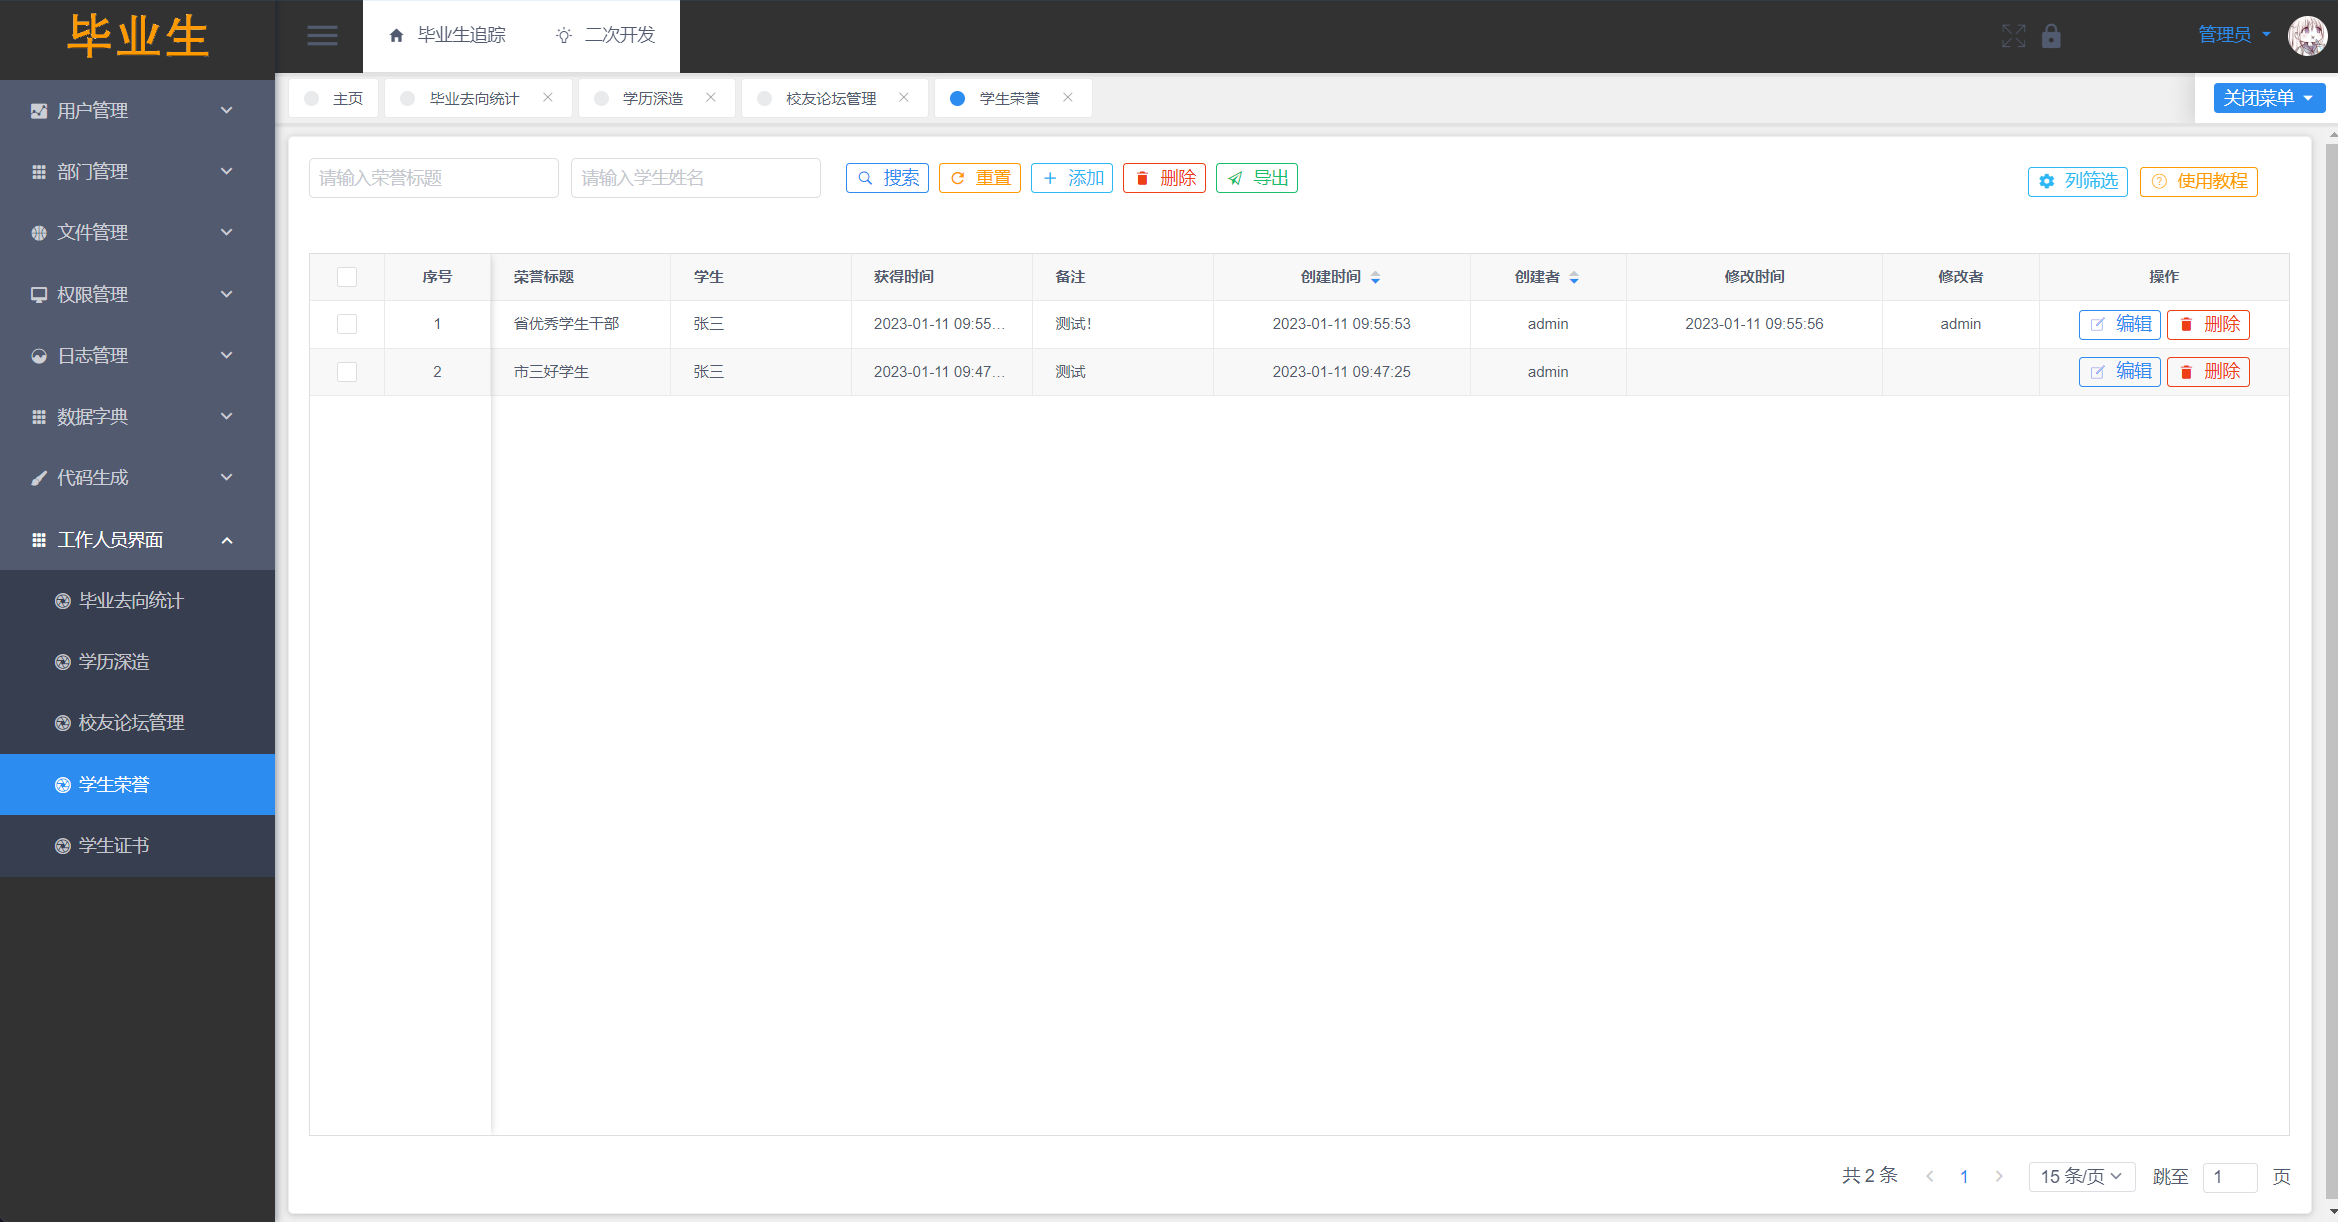 毕业生
毕业生追踪
二次开发
管理员
主页
毕业去向统计
学历深造
校友论坛管理
学生荣誉
关闭菜单
用户管理
部门管理
文件管理
权限管理
日志管理
数据字典
代码生成
工作人员界面
毕业去向统计
学历深造
校友论坛管理
学生荣誉
学生证书
请输入荣誉标题 请输入学生姓名 搜索 重置 添加 删除 导出 列筛选 使用教程
序号 荣誉标题 学生 获得时间 备注 创建时间 创建者 修改时间 修改者 操作
1 省优秀学生干部 张三 2023-01-11 09:55... 测试! 2023-01-11 09:55:53 admin 2023-01-11 09:55:56 admin 编辑 删除
2 市三好学生 张三 2023-01-11 09:47... 测试 2023-01-11 09:47:25 admin 编辑 删除
共 2 条 1 15 条/页 跳至 1 页